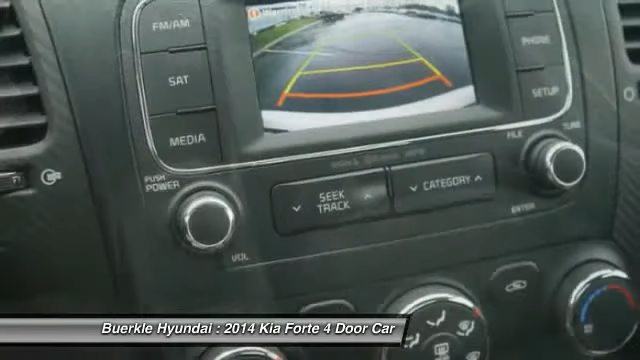 FM/AM
PHONE
SAT
SETUP
MEDIA
FILE
TUNE
PUSH
POWER
SEEK
TRACK
CATEGORY
VOL
ENTER
Buerkle Hyundai : 2014 Kia Forte 4 Door Car